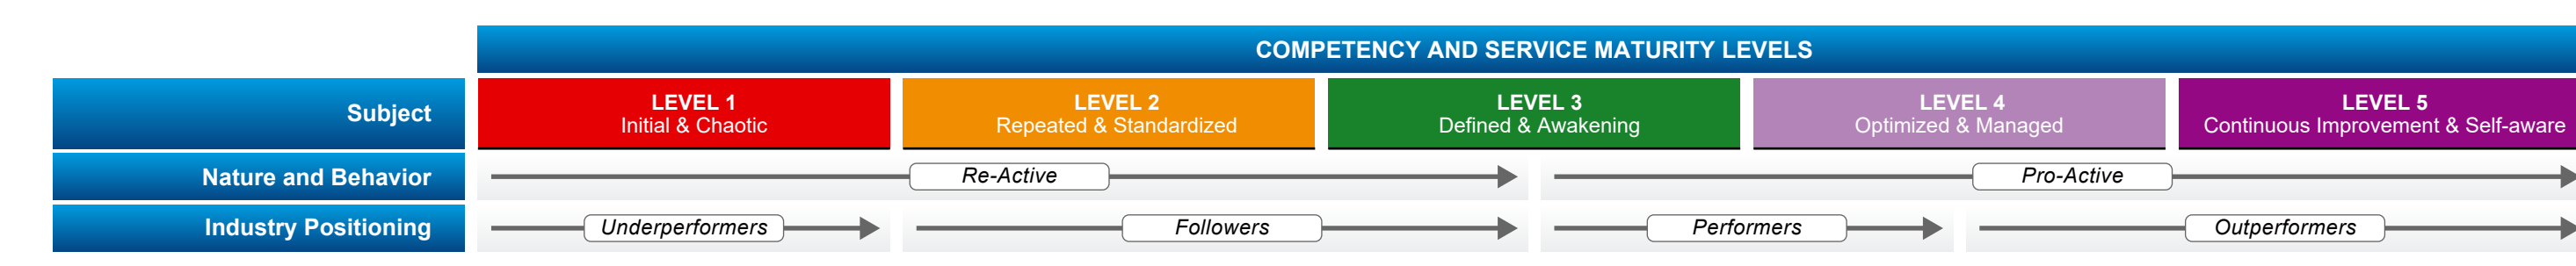 COMPETENCY AND SERVICE MATURITY LEVELS
Subject
LEVEL 1
Initial & Chaotic
LEVEL 2
Repeated & Standardized
LEVEL 3
Defined & Awakening
LEVEL 4
Optimized & Managed
LEVEL 5
Continuous Improvement & Self-aware
Nature and Behavior
Re-Active
Pro-Active
Industry Positioning
Underperformers
Followers
Performers
Outperformers